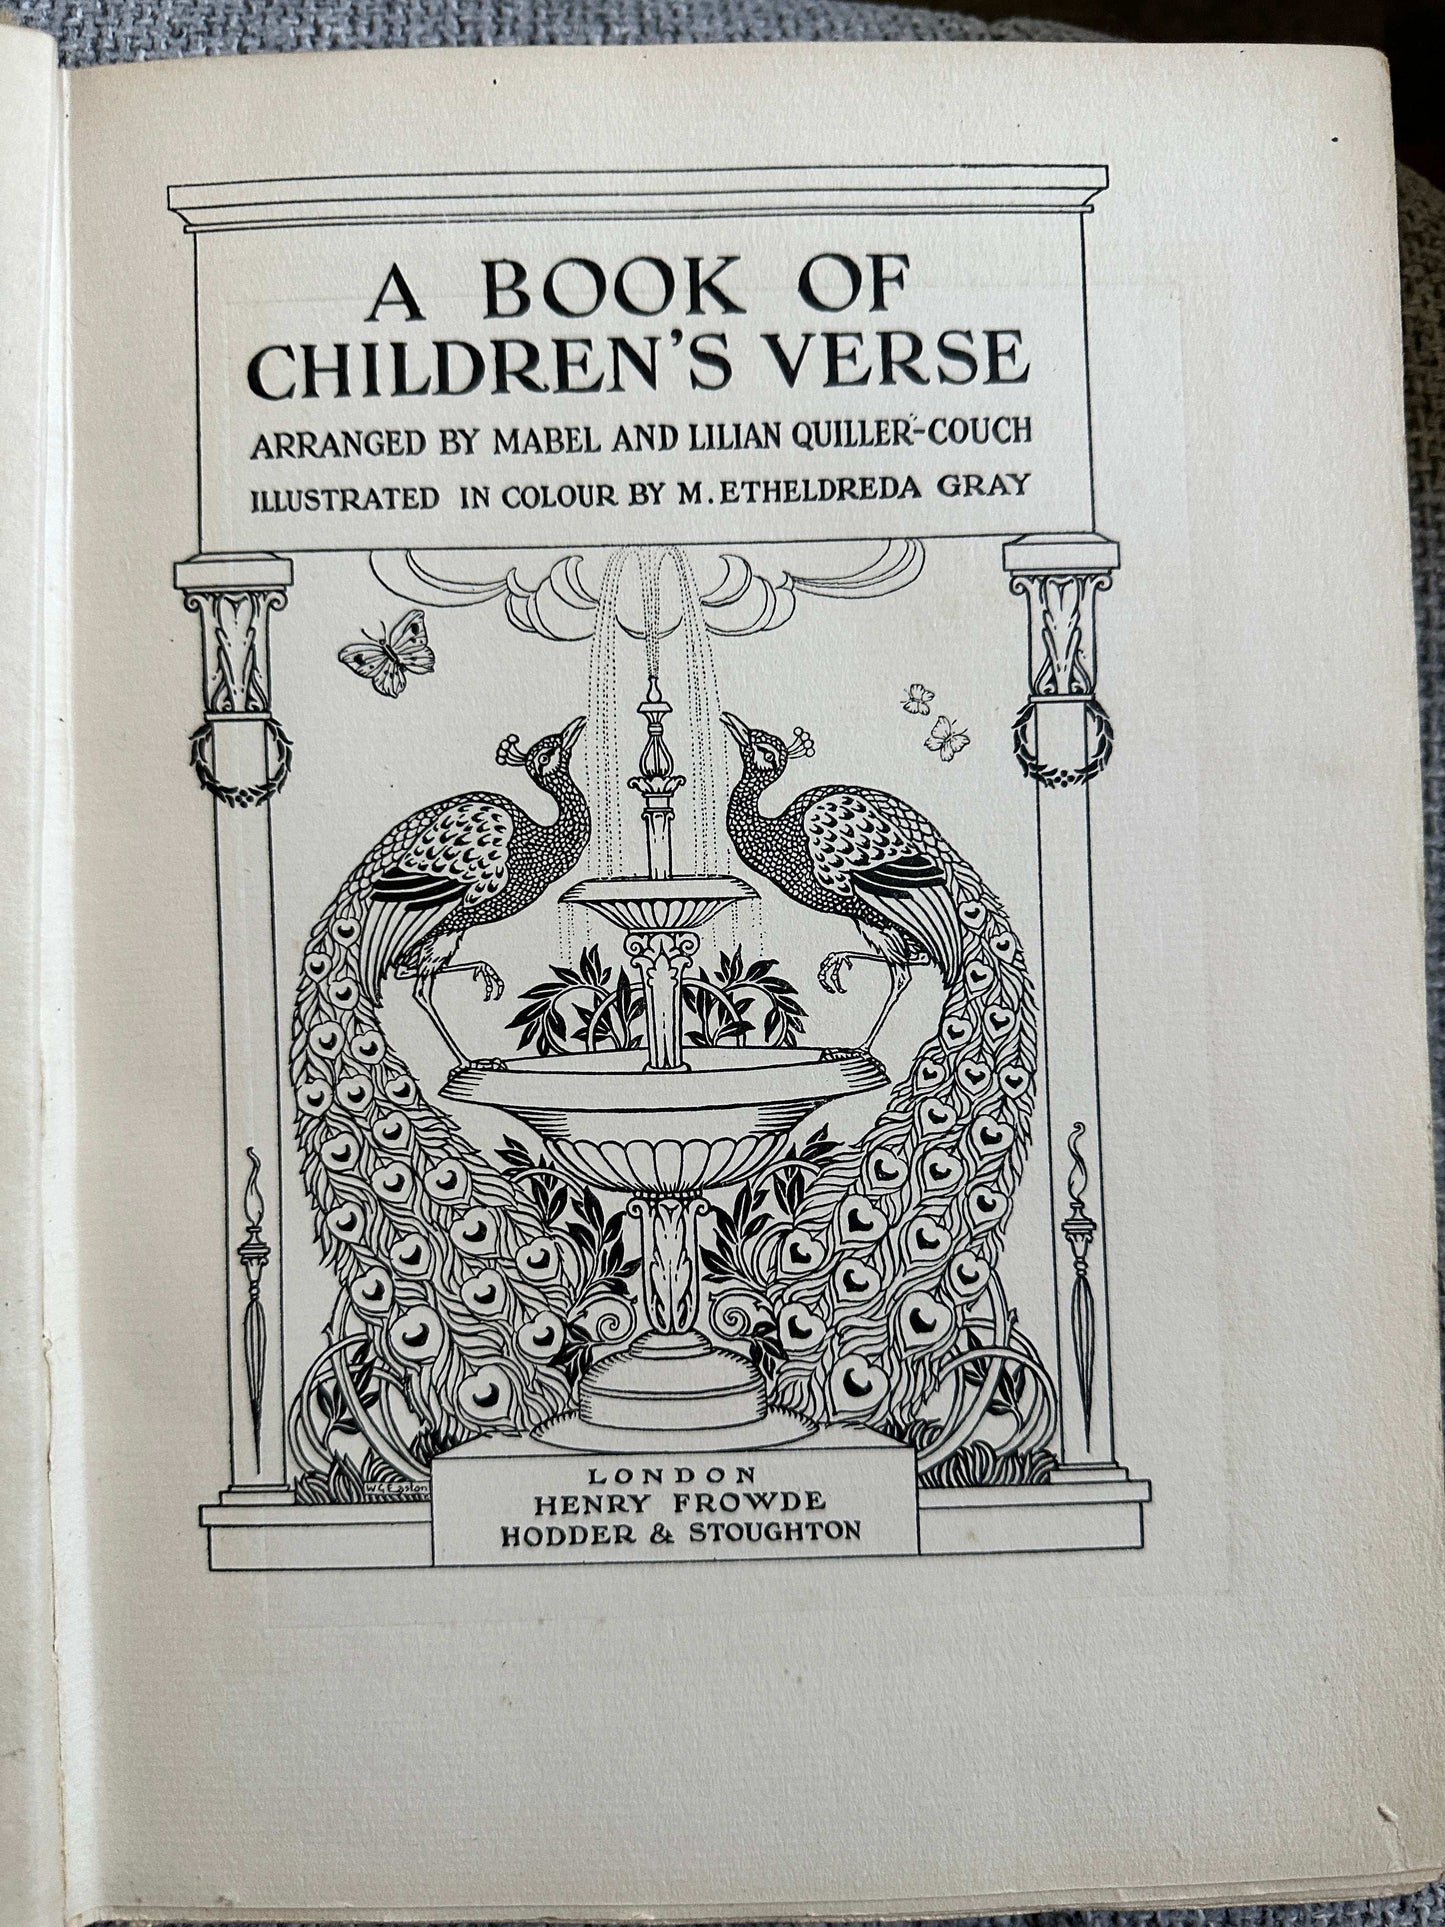 A BOOK OF
CHILDREN'S VERSE
ARRANGED BY MABEL AND LILIAN QUILLER-COUCH
ILLUSTRATED IN COLOUR BY M. ETHELDREDA GRAY
W G Easton
LONDON
HENRY FROWDE
HODDER & STOUGHTON